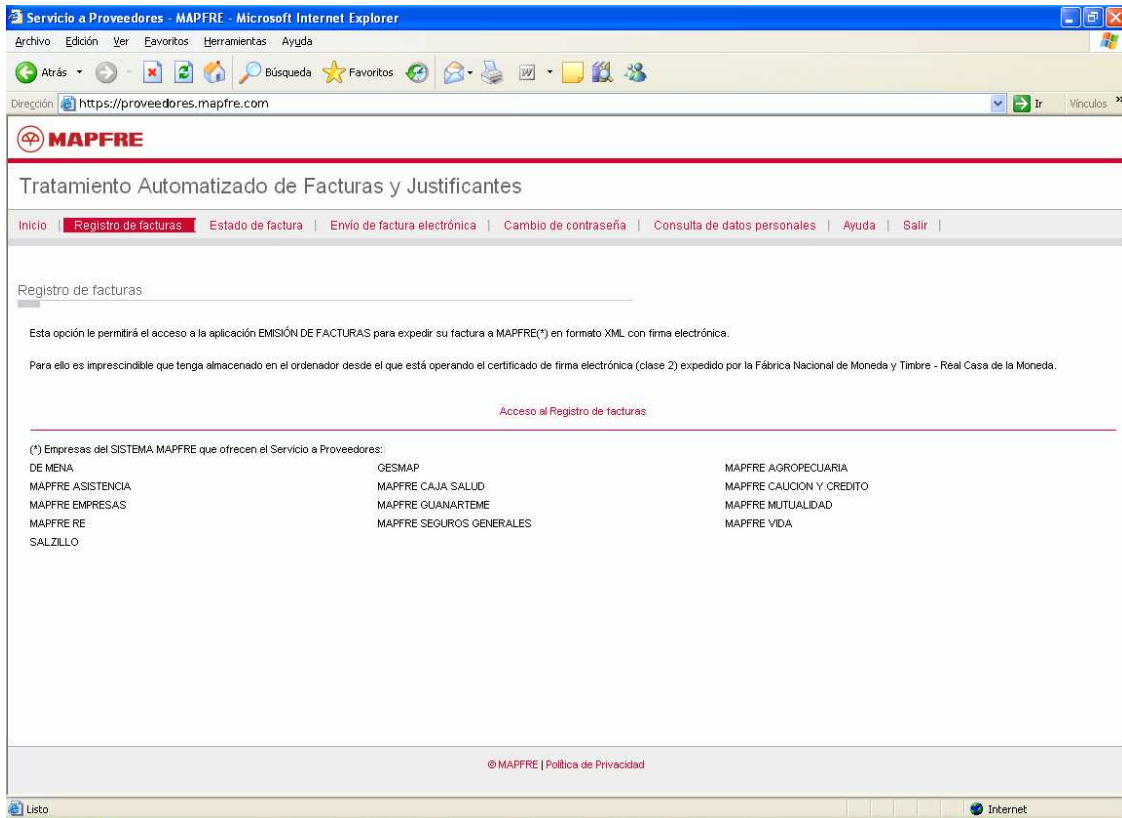 Servicio a Proveedores - MAPFRE - Microsoft Internet Explorer
Archivo Edición Ver Favoritos Herramientas Ayuda
Atrás Búsqueda Favoritos
Dirección https://proveedores.mapfre.com Ir Vínculos »
MAPFRE
Tratamiento Automatizado de Facturas y Justificantes
Inicio | Registro de facturas | Estado de factura | Envío de factura electrónica | Cambio de contraseña | Consulta de datos personales | Ayuda | Salir |
Registro de facturas
Esta opción le permitirá el acceso a la aplicación EMISIÓN DE FACTURAS para expedir su factura a MAPFRE(*) en formato XML con firma electrónica.
Para ello es imprescindible que tenga almacenado en el ordenador desde el que está operando el certificado de firma electrónica (clase 2) expedido por la Fábrica Nacional de Moneda y Timbre - Real Casa de la Moneda.
Acceso al Registro de facturas
(*) Empresas del SISTEMA MAPFRE que ofrecen el Servicio a Proveedores:
DE MENA GESMAP MAPFRE AGROPECUARIA
MAPFRE ASISTENCIA MAPFRE CAJA SALUD MAPFRE CAUCION Y CREDITO
MAPFRE EMPRESAS MAPFRE GUANARTEME MAPFRE MUTUALIDAD
MAPFRE RE MAPFRE SEGUROS GENERALES MAPFRE VIDA
SALZILLO
© MAPFRE | Política de Privacidad
Listo Internet